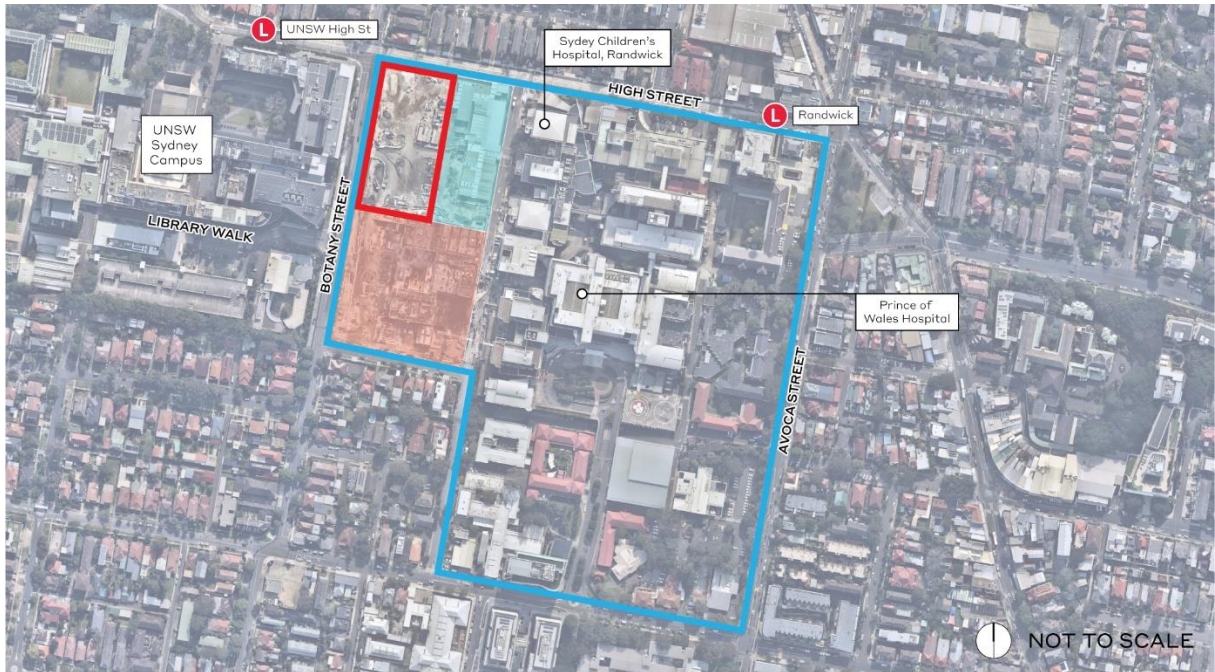 L UNSW High St
Sydey Children's
Hospital, Randwick
HIGH STREET
L Randwick
UNSW
Sydney
Campus
LIBRARY WALK
BOTANY STREET
Prince of
Wales Hospital
AVOCA STREET
NOT TO SCALE